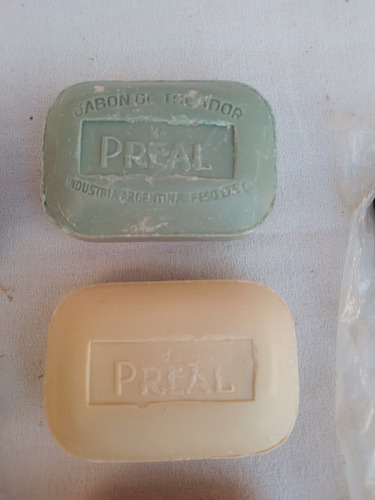 JABON DE TOCADOR
PREAL
INDUSTRIA ARGENTINA PESO
PREAL